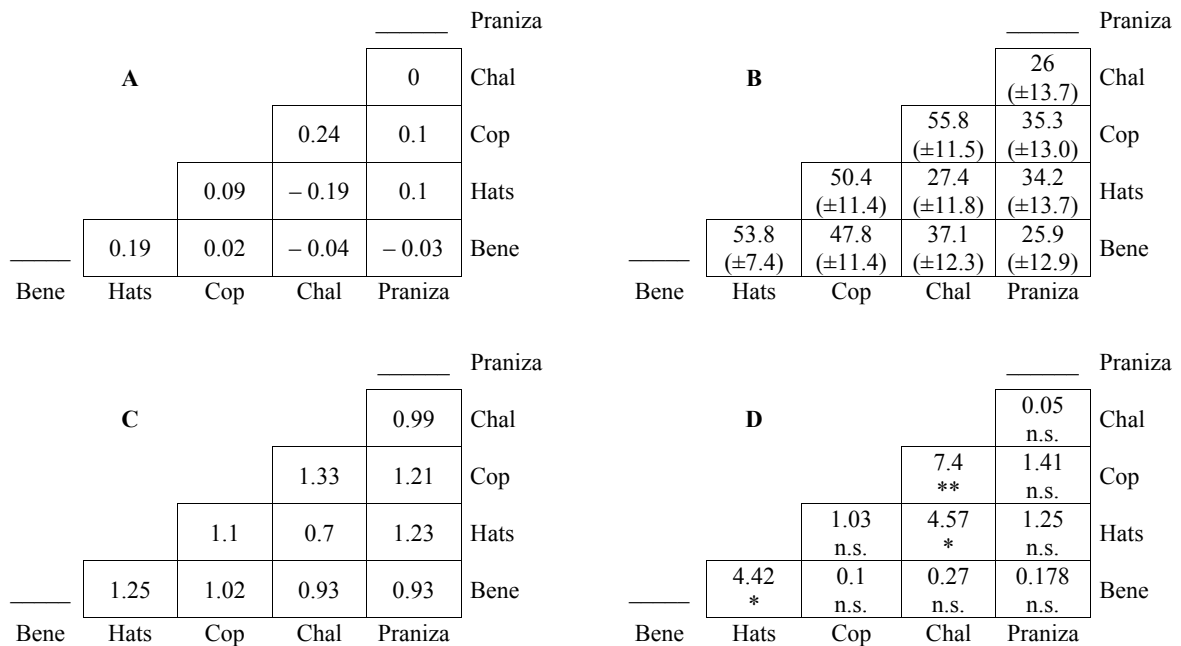 Praniza Praniza
A 0 Chal B 26 (±13.7) Chal
0.24 0.1 Cop 55.8 (±11.5) 35.3 (±13.0) Cop
0.09 – 0.19 0.1 Hats 50.4 (±11.4) 27.4 (±11.8) 34.2 (±13.7) Hats
0.19 0.02 – 0.04 – 0.03 Bene 53.8 (±7.4) 47.8 (±11.4) 37.1 (±12.3) 25.9 (±12.9) Bene
Bene Hats Cop Chal Praniza Bene Hats Cop Chal Praniza
Praniza Praniza
C 0.99 Chal D 0.05 n.s. Chal
1.33 1.21 Cop 7.4 ** 1.41 n.s. Cop
1.1 0.7 1.23 Hats 1.03 n.s. 4.57 * 1.25 n.s. Hats
1.25 1.02 0.93 0.93 Bene 4.42 * 0.1 n.s. 0.27 n.s. 0.178 n.s. Bene
Bene Hats Cop Chal Praniza Bene Hats Cop Chal Praniza